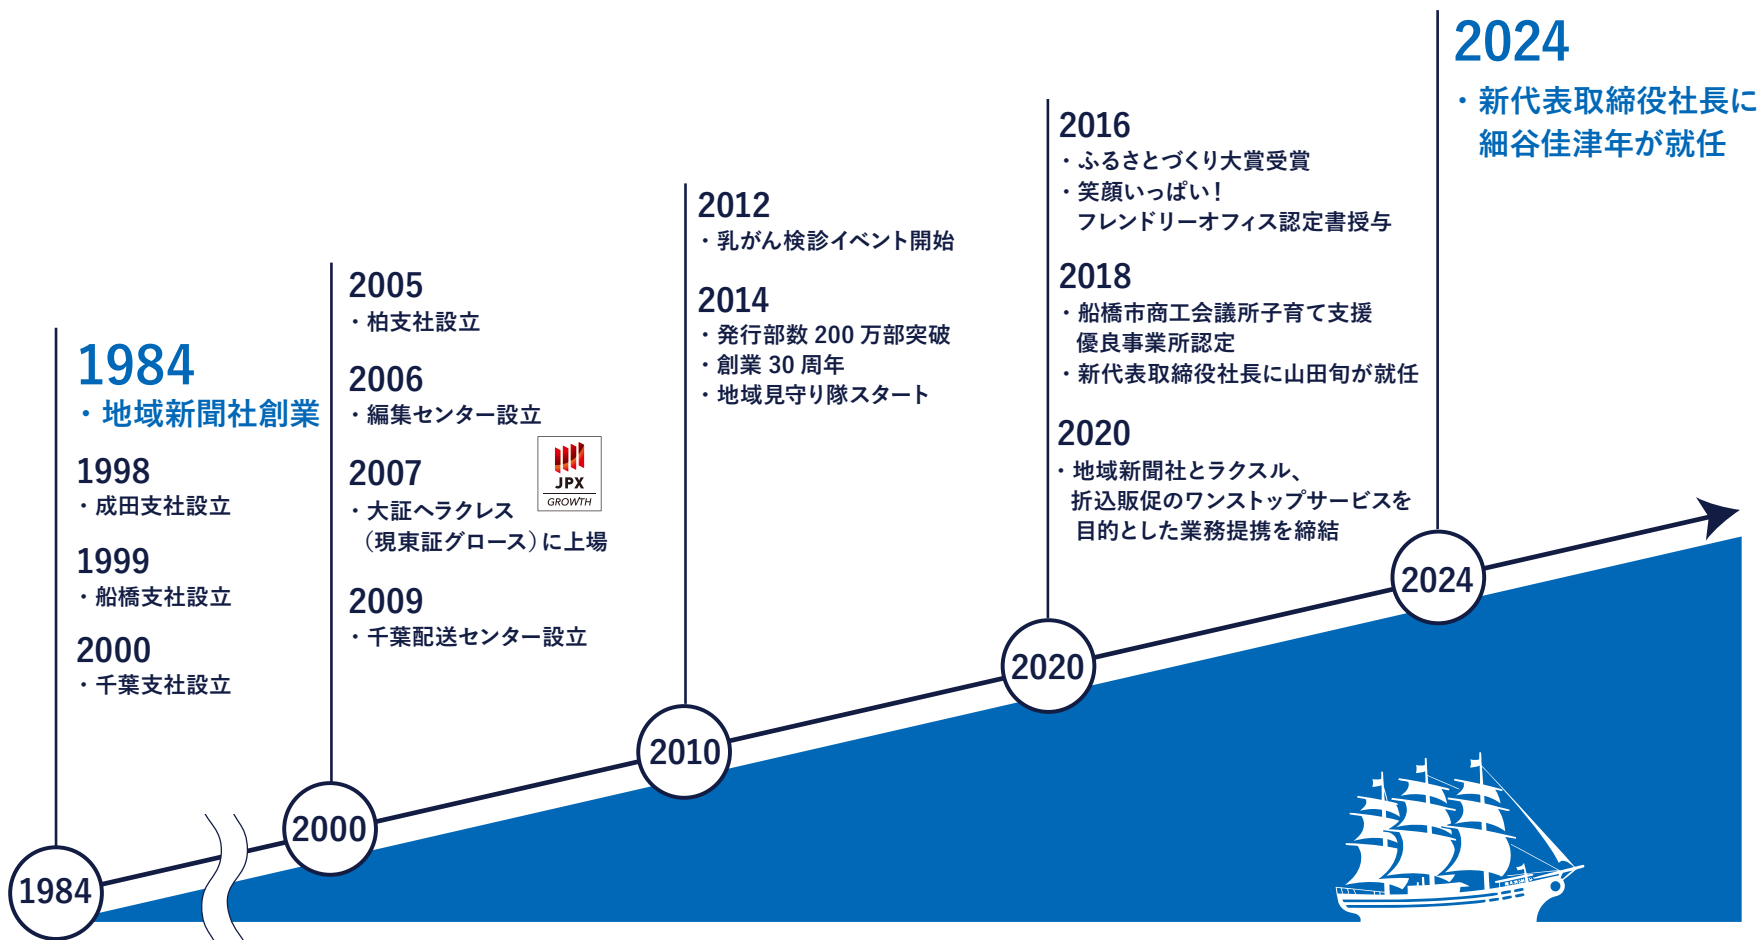 1984
・地域新聞社創業
1998
・成田支社設立
1999
・船橋支社設立
2000
・千葉支社設立
2005
・柏支社設立
2006
・編集センター設立
2007
・大証ヘラクレス
（現東証グロース）に上場
JPX
GROWTH
2009
・千葉配送センター設立
2012
・乳がん検診イベント開始
2014
・発行部数 200 万部突破
・創業 30 周年
・地域見守り隊スタート
2016
・ふるさとづくり大賞受賞
・笑顔いっぱい！
フレンドリーオフィス認定書授与
2018
・船橋市商工会議所子育て支援
優良事業所認定
・新代表取締役社長に山田旬が就任
2020
・地域新聞社とラクスル、
折込販促のワンストップサービスを
目的とした業務提携を締結
2024
・新代表取締役社長に
細谷佳津年が就任
1984
2000
2010
2020
2024